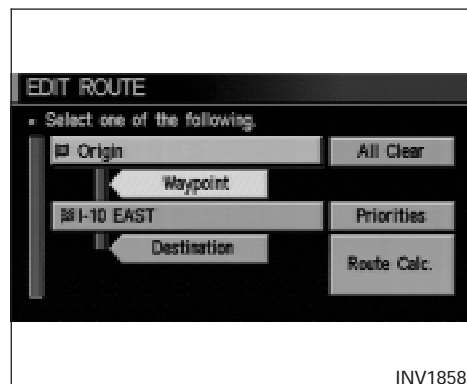 EDIT ROUTE
Select one of the following.
Origin
All Clear
Waypoint
I-10 EAST
Priorities
Destination
Route Calc.
INV1858